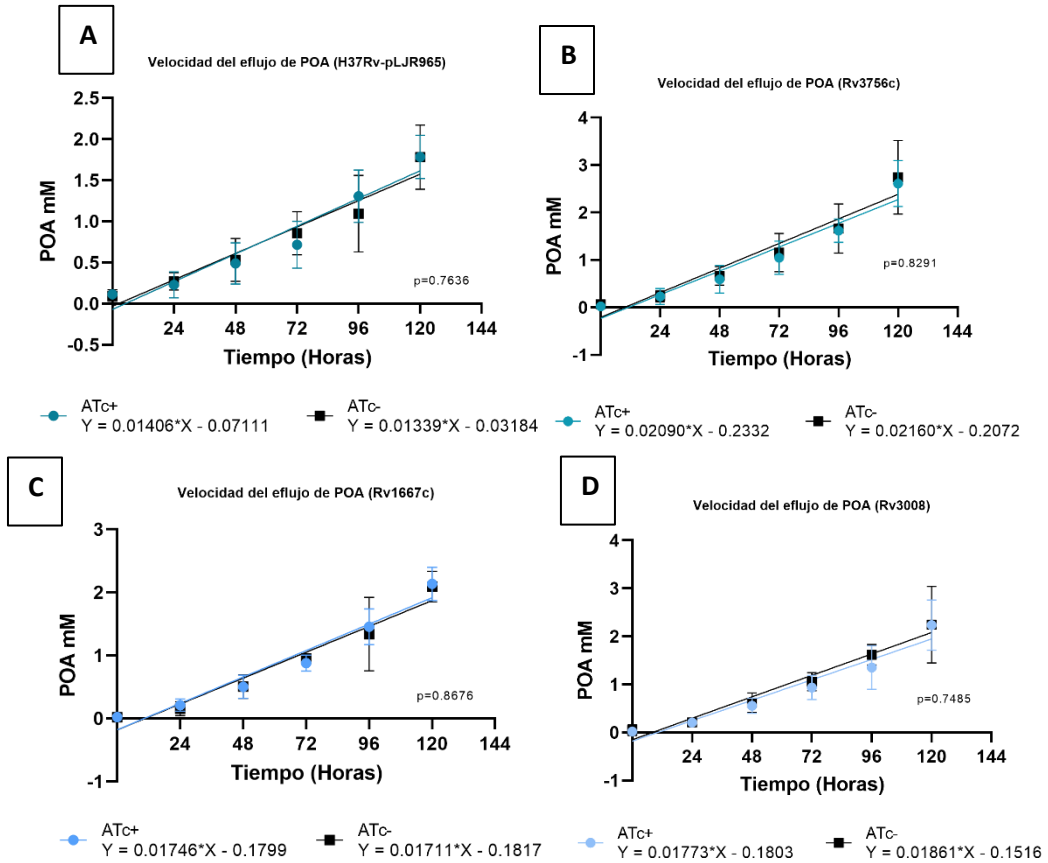 A
Velocidad del eflujo de POA (H37Rv-pLJR965)
2.5
2.0
1.5
1.0
0.5
0.0
-0.5
POA mM
24 48 72 96 120 144
Tiempo (Horas)
p=0.7636
ATc+
Y = 0.01406*X - 0.07111
ATc-
Y = 0.01339*X - 0.03184
B
Velocidad del eflujo de POA (Rv3756c)
4
3
2
1
0
-1
POA mM
24 48 72 96 120 144
Tiempo (Horas)
p=0.8291
ATc+
Y = 0.02090*X - 0.2332
ATc-
Y = 0.02160*X - 0.2072
C
Velocidad del eflujo de POA (Rv1667c)
3
2
1
0
-1
POA mM
24 48 72 96 120 144
Tiempo (Horas)
p=0.8676
ATc+
Y = 0.01746*X - 0.1799
ATc-
Y = 0.01711*X - 0.1817
D
Velocidad del eflujo de POA (Rv3008)
4
3
2
1
0
-1
POA mM
24 48 72 96 120 144
Tiempo (Horas)
p=0.7485
ATc+
Y = 0.01773*X - 0.1803
ATc-
Y = 0.01861*X - 0.1516